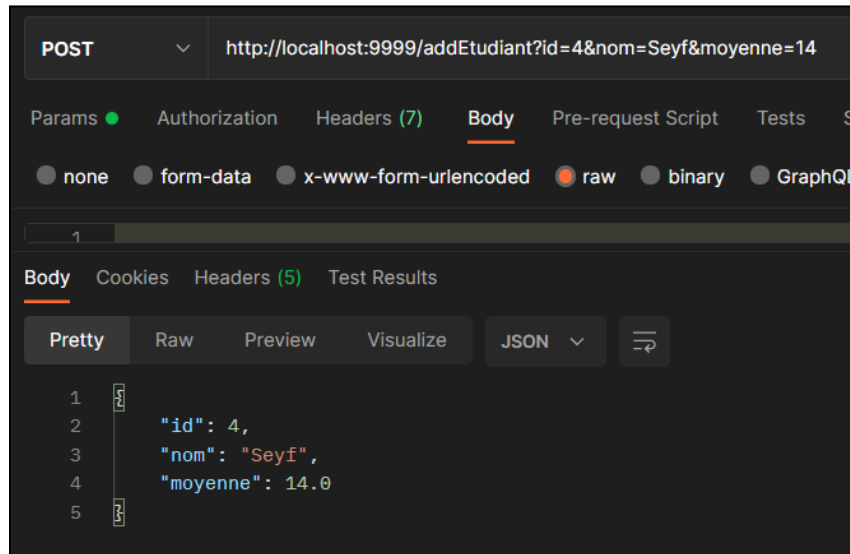 POST http://localhost:9999/addEtudiant?id=4&nom=Seyf&moyenne=14
Params Authorization Headers (7) Body Pre-request Script Tests S
none form-data x-www-form-urlencoded raw binary GraphQL
1
Body Cookies Headers (5) Test Results
Pretty Raw Preview Visualize JSON
1 {
2 "id": 4,
3 "nom": "Seyf",
4 "moyenne": 14.0
5 }